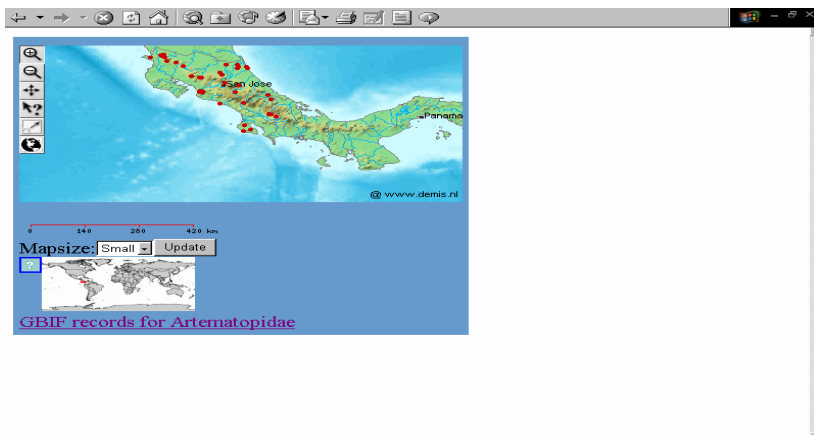 San Jose
Panama
@ www.demis.nl
0 140 280 420 km
Mapsize: Small Update
?
GBIF records for Artematopidae